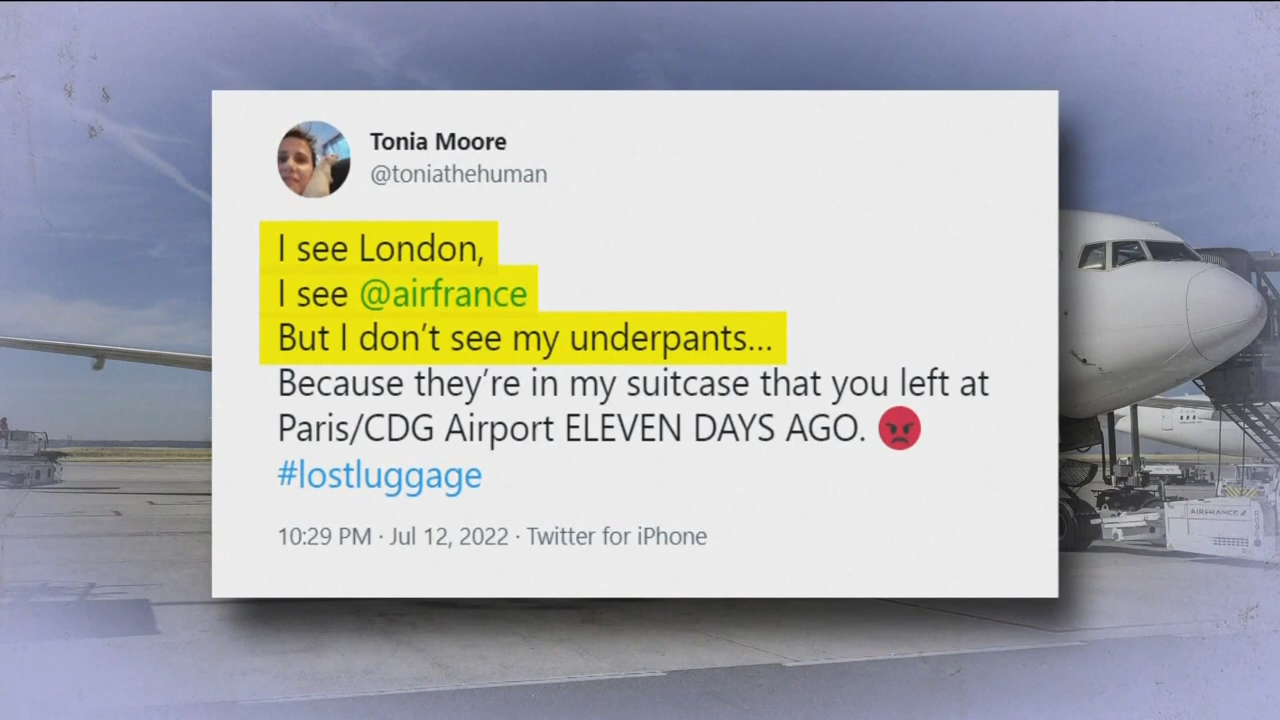 Tonia Moore
@toniathehuman
I see London,
I see @airfrance
But I don't see my underpants...
Because they're in my suitcase that you left at
Paris/CDG Airport ELEVEN DAYS AGO. 😡
#lostluggage
10:29 PM · Jul 12, 2022 · Twitter for iPhone
AIRFRANCE